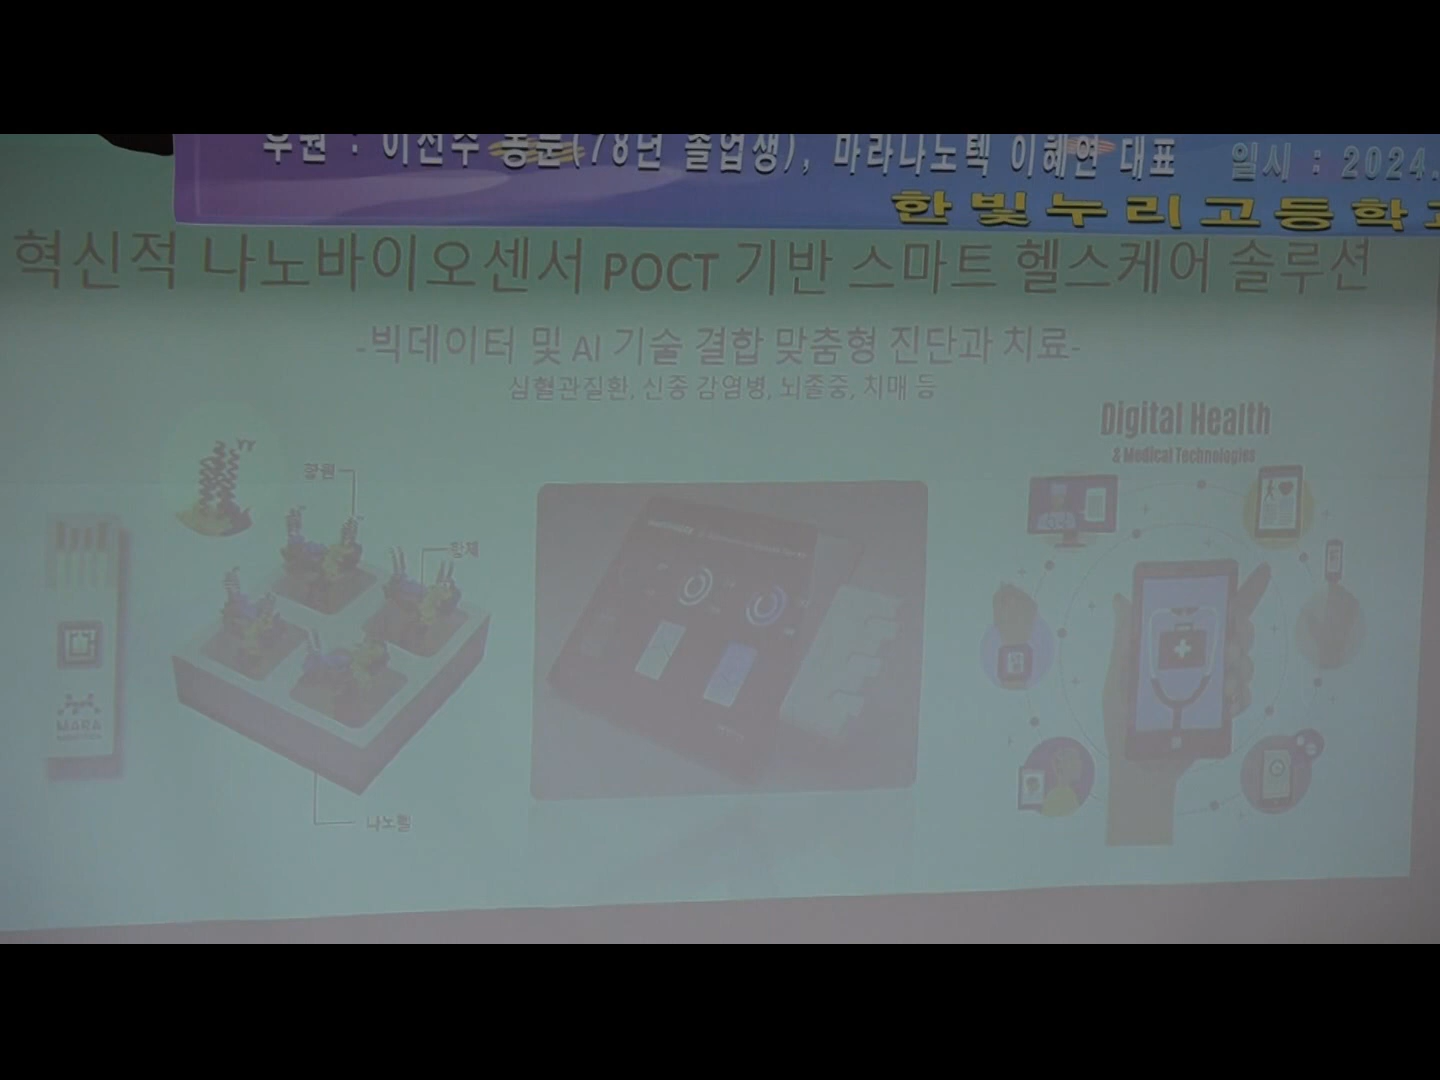 후원 : 이선주 동문(78년 졸업생), 마라나노텍 이혜연 대표 일시 : 2024.
한빛누리고등학교
혁신적 나노바이오센서 POCT 기반 스마트 헬스케어 솔루션
-빅데이터 및 AI 기술 결합 맞춤형 진단과 치료-
심혈관질환, 신종 감염병, 뇌졸중, 치매 등
Digital Health
& Medical Technologies
항원
항체
MARA
나노웰